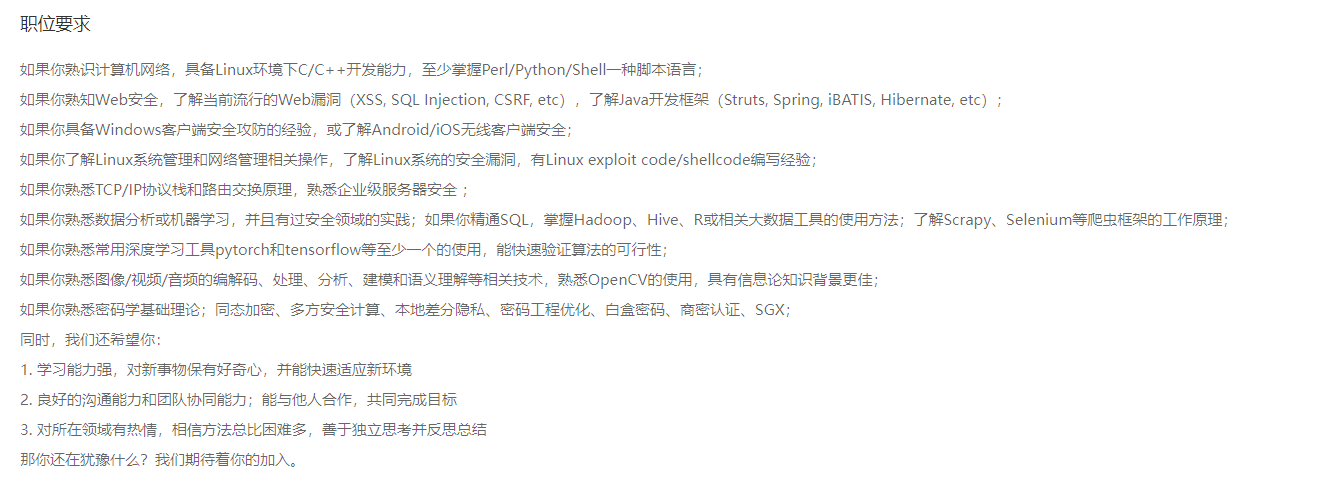 职位要求
如果你熟识计算机网络，具备Linux环境下C/C++开发能力，至少掌握Perl/Python/Shell一种脚本语言；
如果你熟知Web安全，了解当前流行的Web漏洞（XSS, SQL Injection, CSRF, etc），了解Java开发框架（Struts, Spring, iBATIS, Hibernate, etc）；
如果你具备Windows客户端安全攻防的经验，或了解Android/iOS无线客户端安全；
如果你了解Linux系统管理和网络管理相关操作，了解Linux系统的安全漏洞，有Linux exploit code/shellcode编写经验；
如果你熟悉TCP/IP协议栈和路由交换原理，熟悉企业级服务器安全 ；
如果你熟悉数据分析或机器学习，并且有过安全领域的实践；如果你精通SQL，掌握Hadoop、Hive、R或相关大数据工具的使用方法；了解Scrapy、Selenium等爬虫框架的工作原理；
如果你熟悉常用深度学习工具pytorch和tensorflow等至少一个的使用，能快速验证算法的可行性；
如果你熟悉图像/视频/音频的编解码、处理、分析、建模和语义理解等相关技术，熟悉OpenCV的使用，具有信息论知识背景更佳；
如果你熟悉密码学基础理论；同态加密、多方安全计算、本地差分隐私、密码工程优化、白盒密码、商密认证、SGX；
同时，我们还希望你：
1. 学习能力强，对新事物保有好奇心，并能快速适应新环境
2. 良好的沟通能力和团队协同能力；能与他人合作，共同完成目标
3. 对所在领域有热情，相信方法总比困难多，善于独立思考并反思总结
那你还在犹豫什么？我们期待着你的加入。